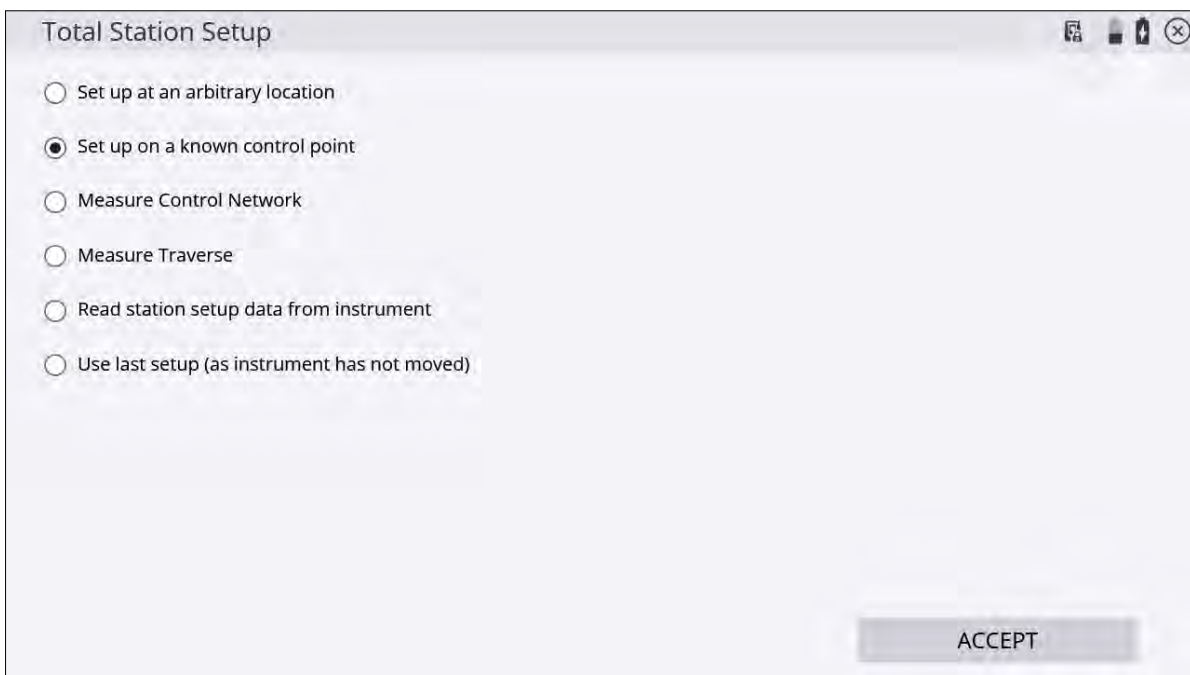 Total Station Setup
Set up at an arbitrary location
Set up on a known control point
Measure Control Network
Measure Traverse
Read station setup data from instrument
Use last setup (as instrument has not moved)
ACCEPT